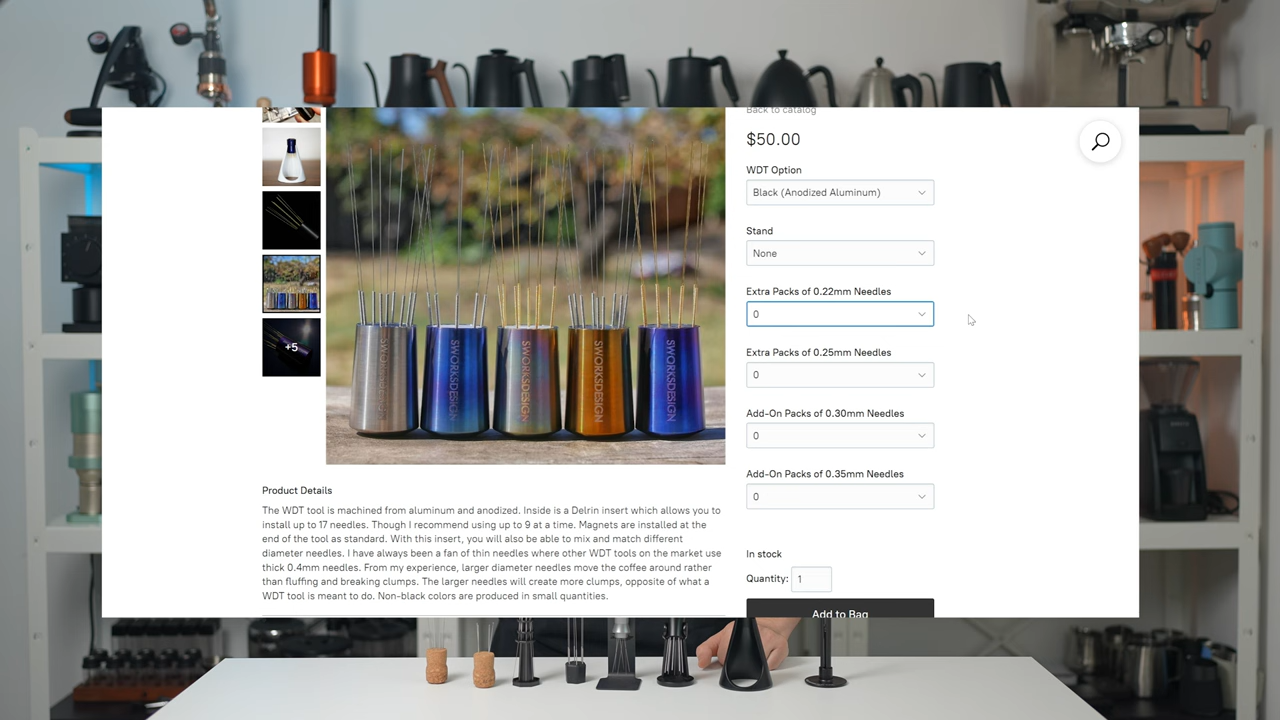 Back to catalog
$50.00
WDT Option
Black (Anodized Aluminum)
Stand
None
Extra Packs of 0.22mm Needles
0
Extra Packs of 0.25mm Needles
0
Add-On Packs of 0.30mm Needles
0
Add-On Packs of 0.35mm Needles
0
In stock
Quantity: 1
Add to Bag
+5
SWORKSDESIGN
SWORKSDESIGN
SWORKSDESIGN
SWORKSDESIGN
SWORKSDESIGN
Product Details
The WDT tool is machined from aluminum and anodized. Inside is a Delrin insert which allows you to
install up to 17 needles. Though I recommend using up to 9 at a time. Magnets are installed at the
end of the tool as standard. With this insert, you will also be able to mix and match different
diameter needles. I have always been a fan of thin needles where other WDT tools on the market use
thick 0.4mm needles. From my experience, larger diameter needles move the coffee around rather
than fluffing and breaking clumps. The larger needles will create more clumps, opposite of what a
WDT tool is meant to do. Non-black colors are produced in small quantities.